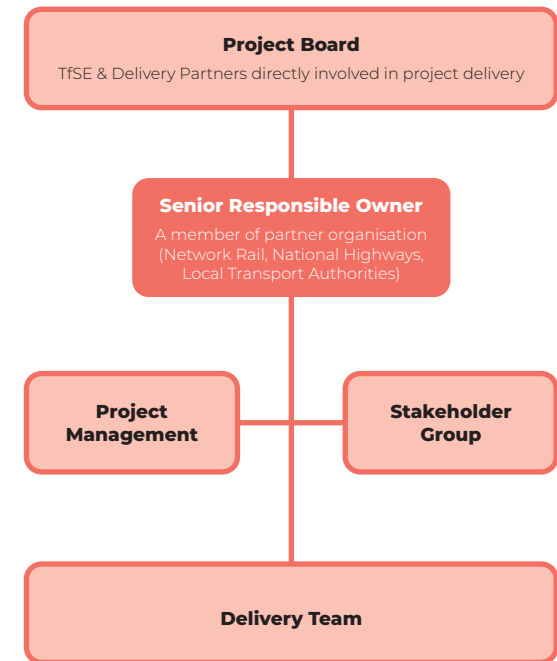 Project Board
TfSE & Delivery Partners directly involved in project delivery
Senior Responsible Owner
A member of partner organisation
(Network Rail, National Highways,
Local Transport Authorities)
Project
Management
Stakeholder
Group
Delivery Team